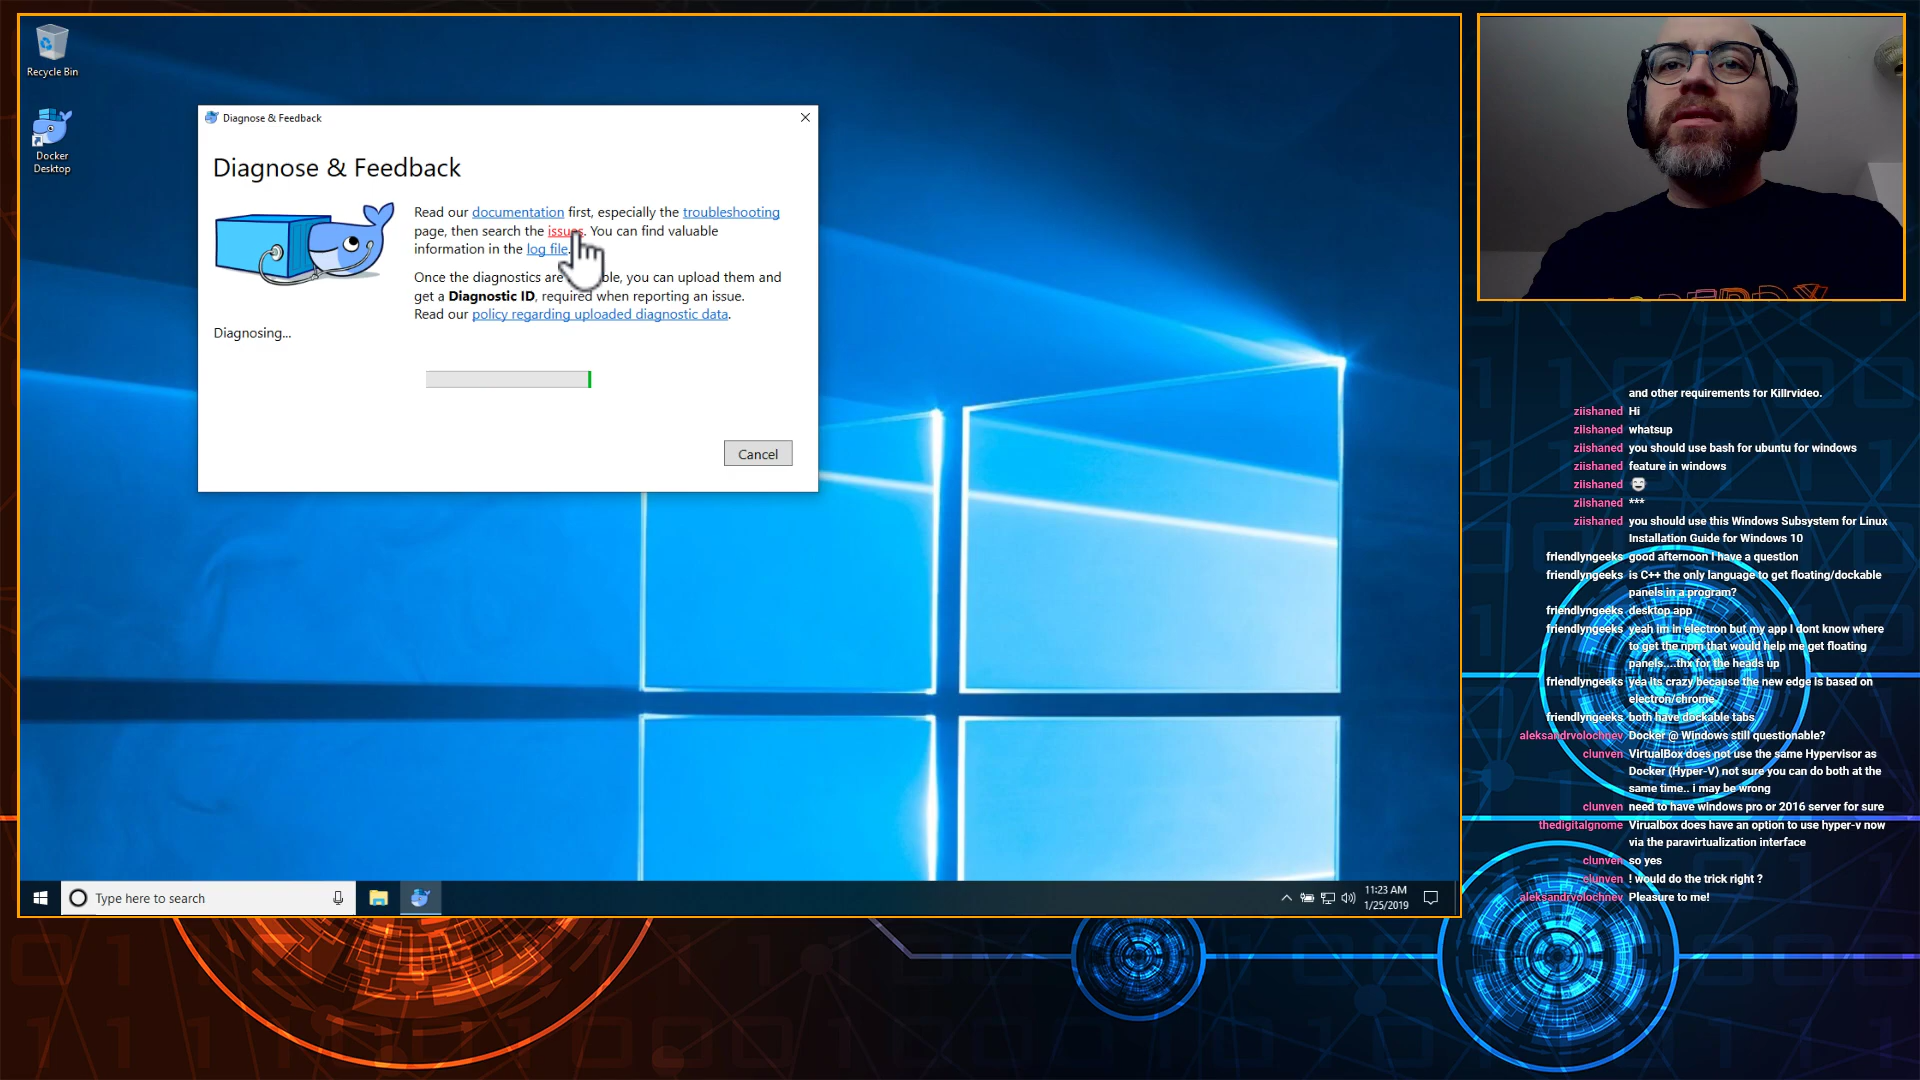 Recycle Bin
Docker
Desktop
Diagnose & Feedback
Diagnose & Feedback
Read our documentation first, especially the troubleshooting
page, then search the issues. You can find valuable
information in the log file.
Once the diagnostics are ble, you can upload them and
get a Diagnostic ID, required when reporting an issue.
Read our policy regarding uploaded diagnostic data.
Diagnosing...
Cancel
Type here to search
11:23 AM
1/25/2019
and other requirements for Killrvideo.
ziishaned Hi
ziishaned whatsup
ziishaned you should use bash for ubuntu for windows
ziishaned feature in windows
ziishaned
ziishaned ***
ziishaned you should use this Windows Subsystem for Linux
Installation Guide for Windows 10
friendlyngeeks good afternoon I have a question
friendlyngeeks is C++ the only language to get floating/dockable
panels in a program?
friendlyngeeks desktop app
friendlyngeeks yeah Im in electron but my app I dont know where
to get the npm that would help me get floating
panels....thx for the heads up
friendlyngeeks yea its crazy because the new edge is based on
electron/chrome
friendlyngeeks both have dockable tabs
aleksandrvolochnev Docker @ Windows still questionable?
clunven VirtualBox does not use the same Hypervisor as
Docker (Hyper-V) not sure you can do both at the
same time.. i may be wrong
clunven need to have windows pro or 2016 server for sure
thedigitalgnome Virualbox does have an option to use hyper-v now
via the paravirtualization interface
clunven so yes
clunven ! would do the trick right ?
aleksandrvolochnev Pleasure to me!